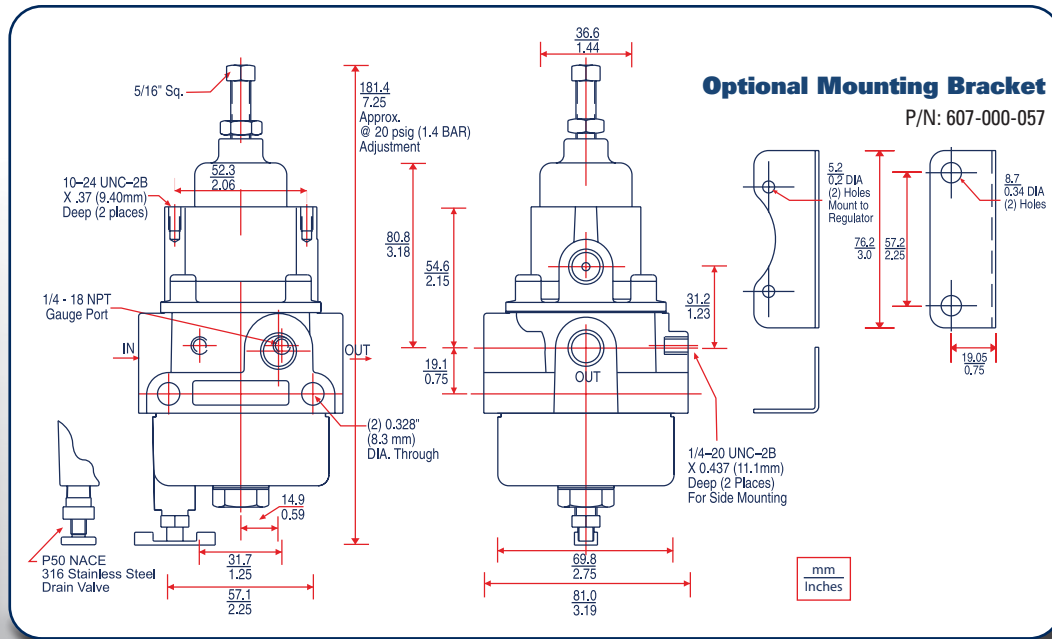 36.6
1.44
5/16" Sq.
181.4
7.25
Approx.
@ 20 psig (1.4 BAR)
Adjustment
Optional Mounting Bracket
P/N: 607-000-057
52.3
2.06
10–24 UNC–2B
X .37 (9.40mm)
Deep (2 places)
5.2
0.2 DIA
(2) Holes
Mount to
Regulator
8.7
0.34 DIA
(2) Holes
80.8
3.18
54.6
2.15
76.2
3.0
57.2
2.25
31.2
1.23
1/4 - 18 NPT
Gauge Port
IN
OUT
19.1
0.75
OUT
19.05
0.75
(2) 0.328"
(8.3 mm)
DIA. Through
1/4–20 UNC–2B
X 0.437 (11.1mm)
Deep (2 Places)
For Side Mounting
14.9
0.59
P50 NACE
316 Stainless Steel
Drain Valve
31.7
1.25
57.1
2.25
69.8
2.75
81.0
3.19
mm
Inches